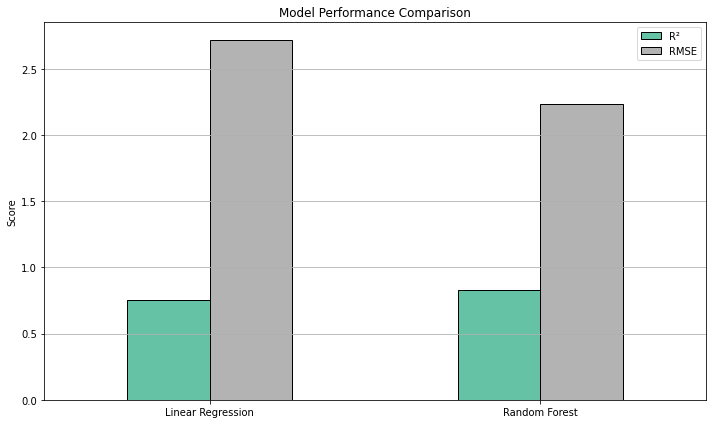 Model Performance Comparison
R²
RMSE
Score
2.5
2.0
1.5
1.0
0.5
0.0
Linear Regression
Random Forest